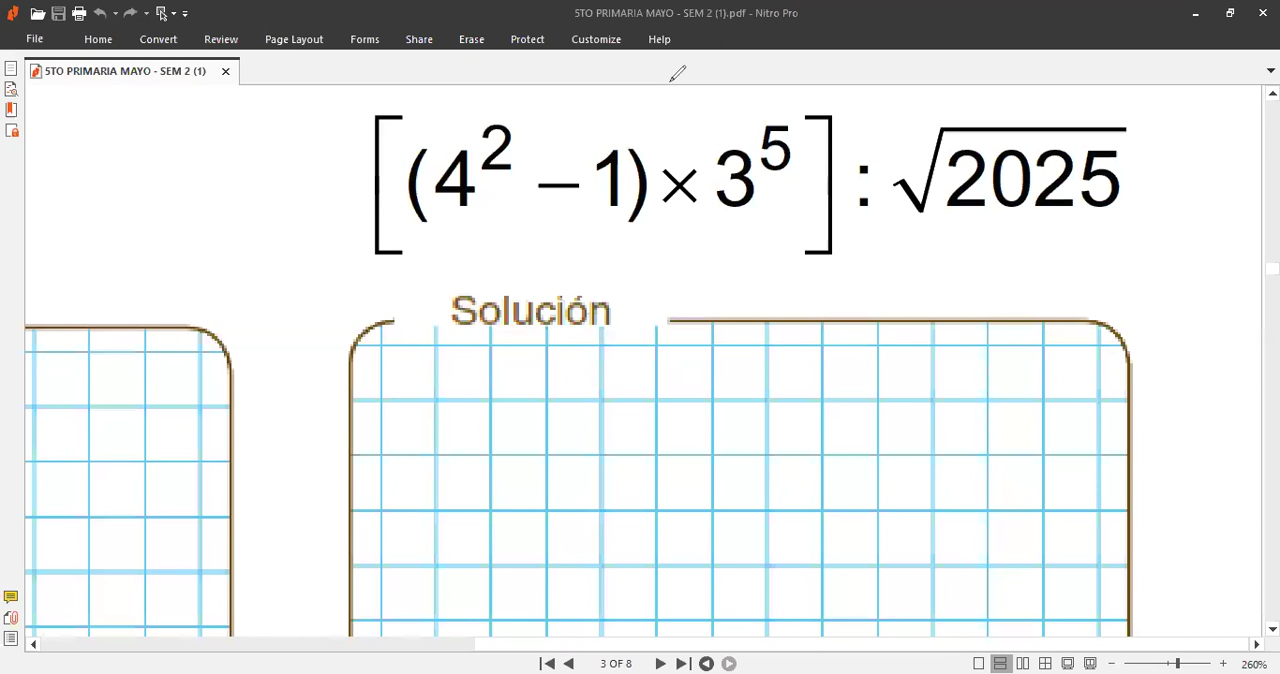 5TO PRIMARIA MAYO - SEM 2 (1).pdf - Nitro Pro
File Home Convert Review Page Layout Forms Share Erase Protect Customize Help
5TO PRIMARIA MAYO - SEM 2 (1)
[(4² − 1) × 3⁵] : √2025
Solución
3 OF 8
260%